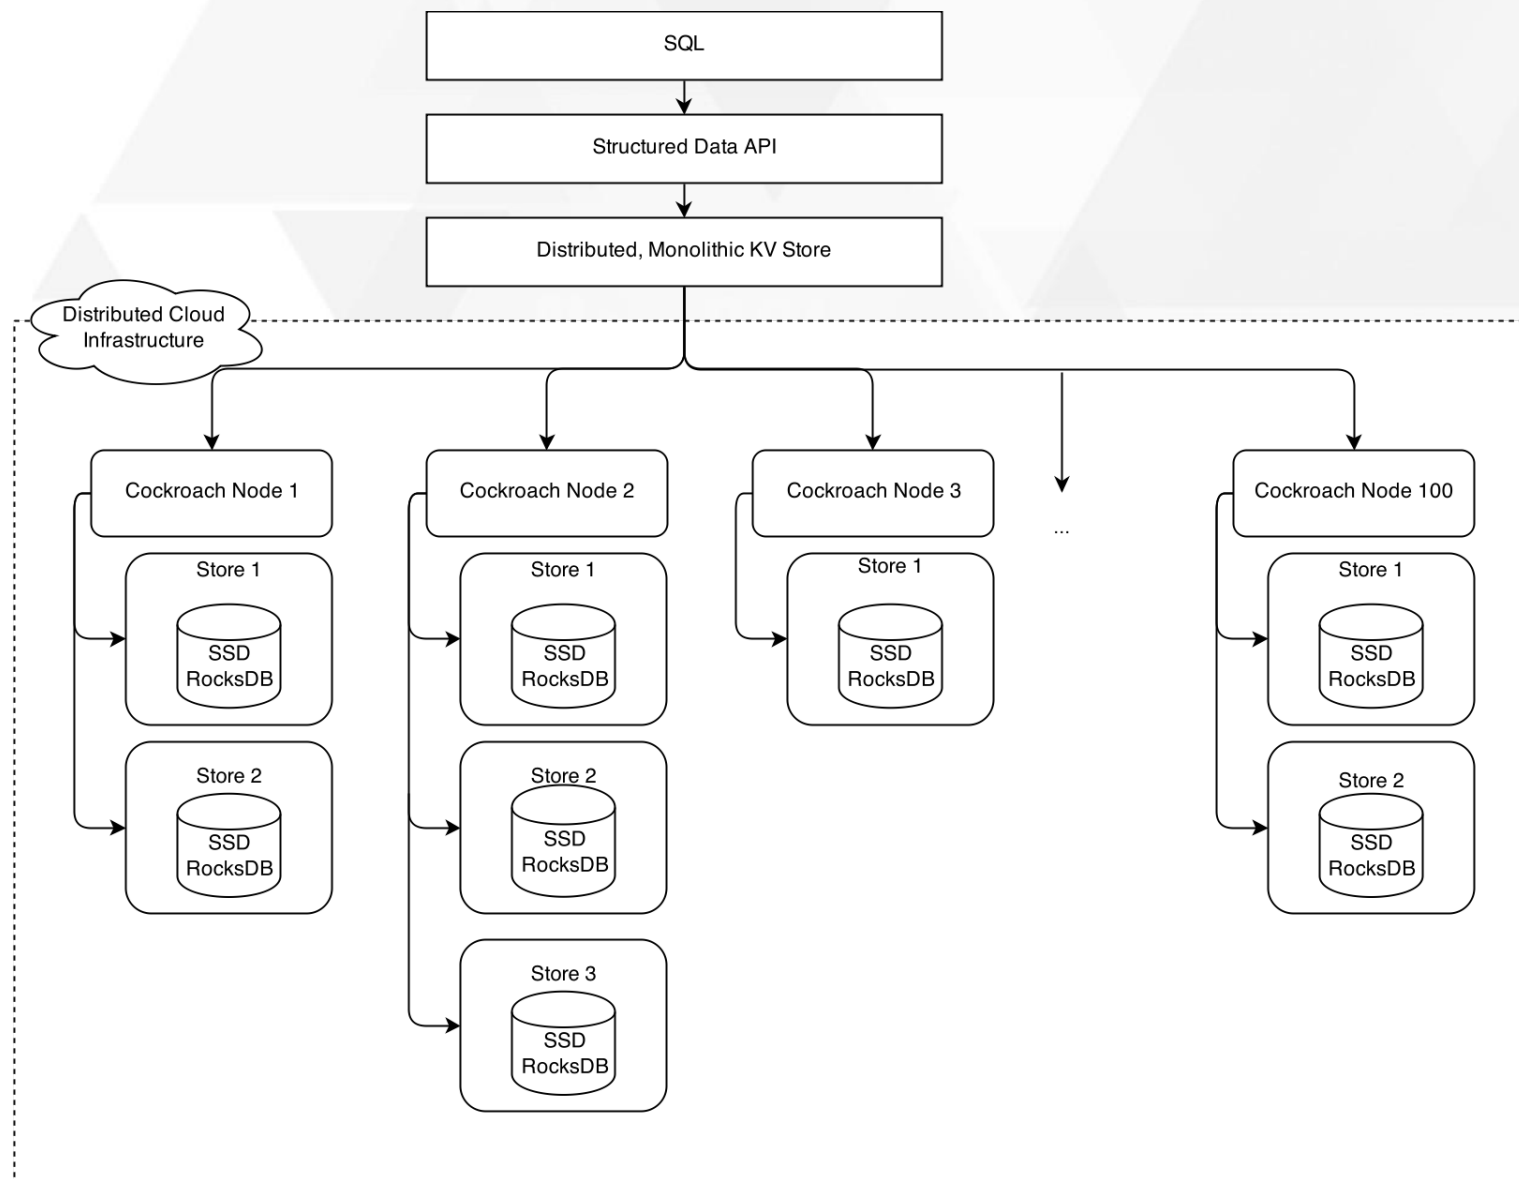 SQL
Structured Data API
Distributed, Monolithic KV Store
Distributed Cloud
Infrastructure
Cockroach Node 1
Cockroach Node 2
Cockroach Node 3
...
Cockroach Node 100
Store 1
SSD
RocksDB
Store 2
SSD
RocksDB
Store 1
SSD
RocksDB
Store 2
SSD
RocksDB
Store 3
SSD
RocksDB
Store 1
SSD
RocksDB
Store 1
SSD
RocksDB
Store 2
SSD
RocksDB